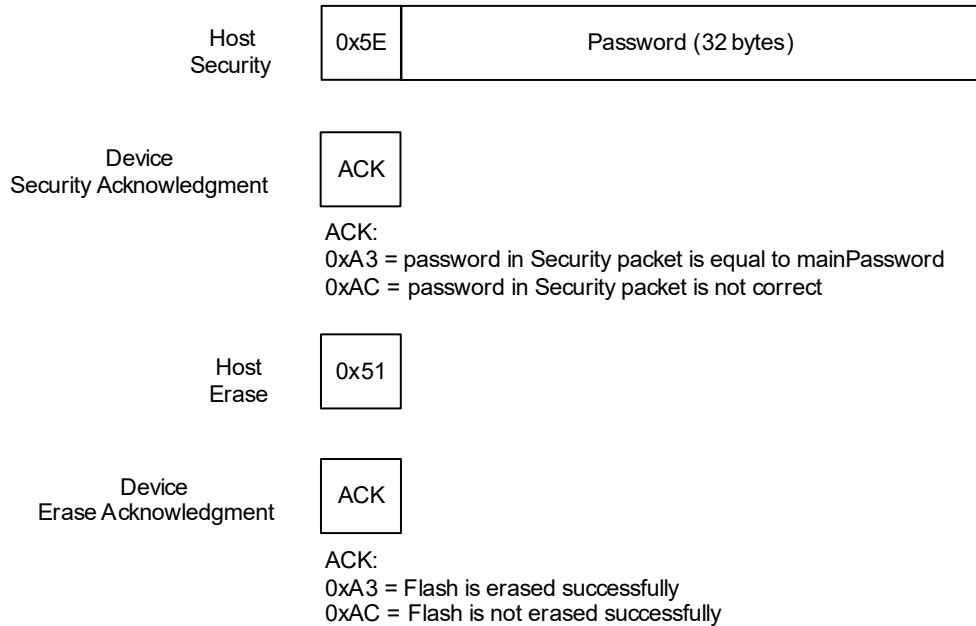 Host
Security
0x5E
Password (32 bytes)
Device
Security Acknowledgment
ACK
ACK:
0xA3 = password in Security packet is equal to mainPassword
0xAC = password in Security packet is not correct
Host
Erase
0x51
Device
Erase Acknowledgment
ACK
ACK:
0xA3 = Flash is erased successfully
0xAC = Flash is not erased successfully